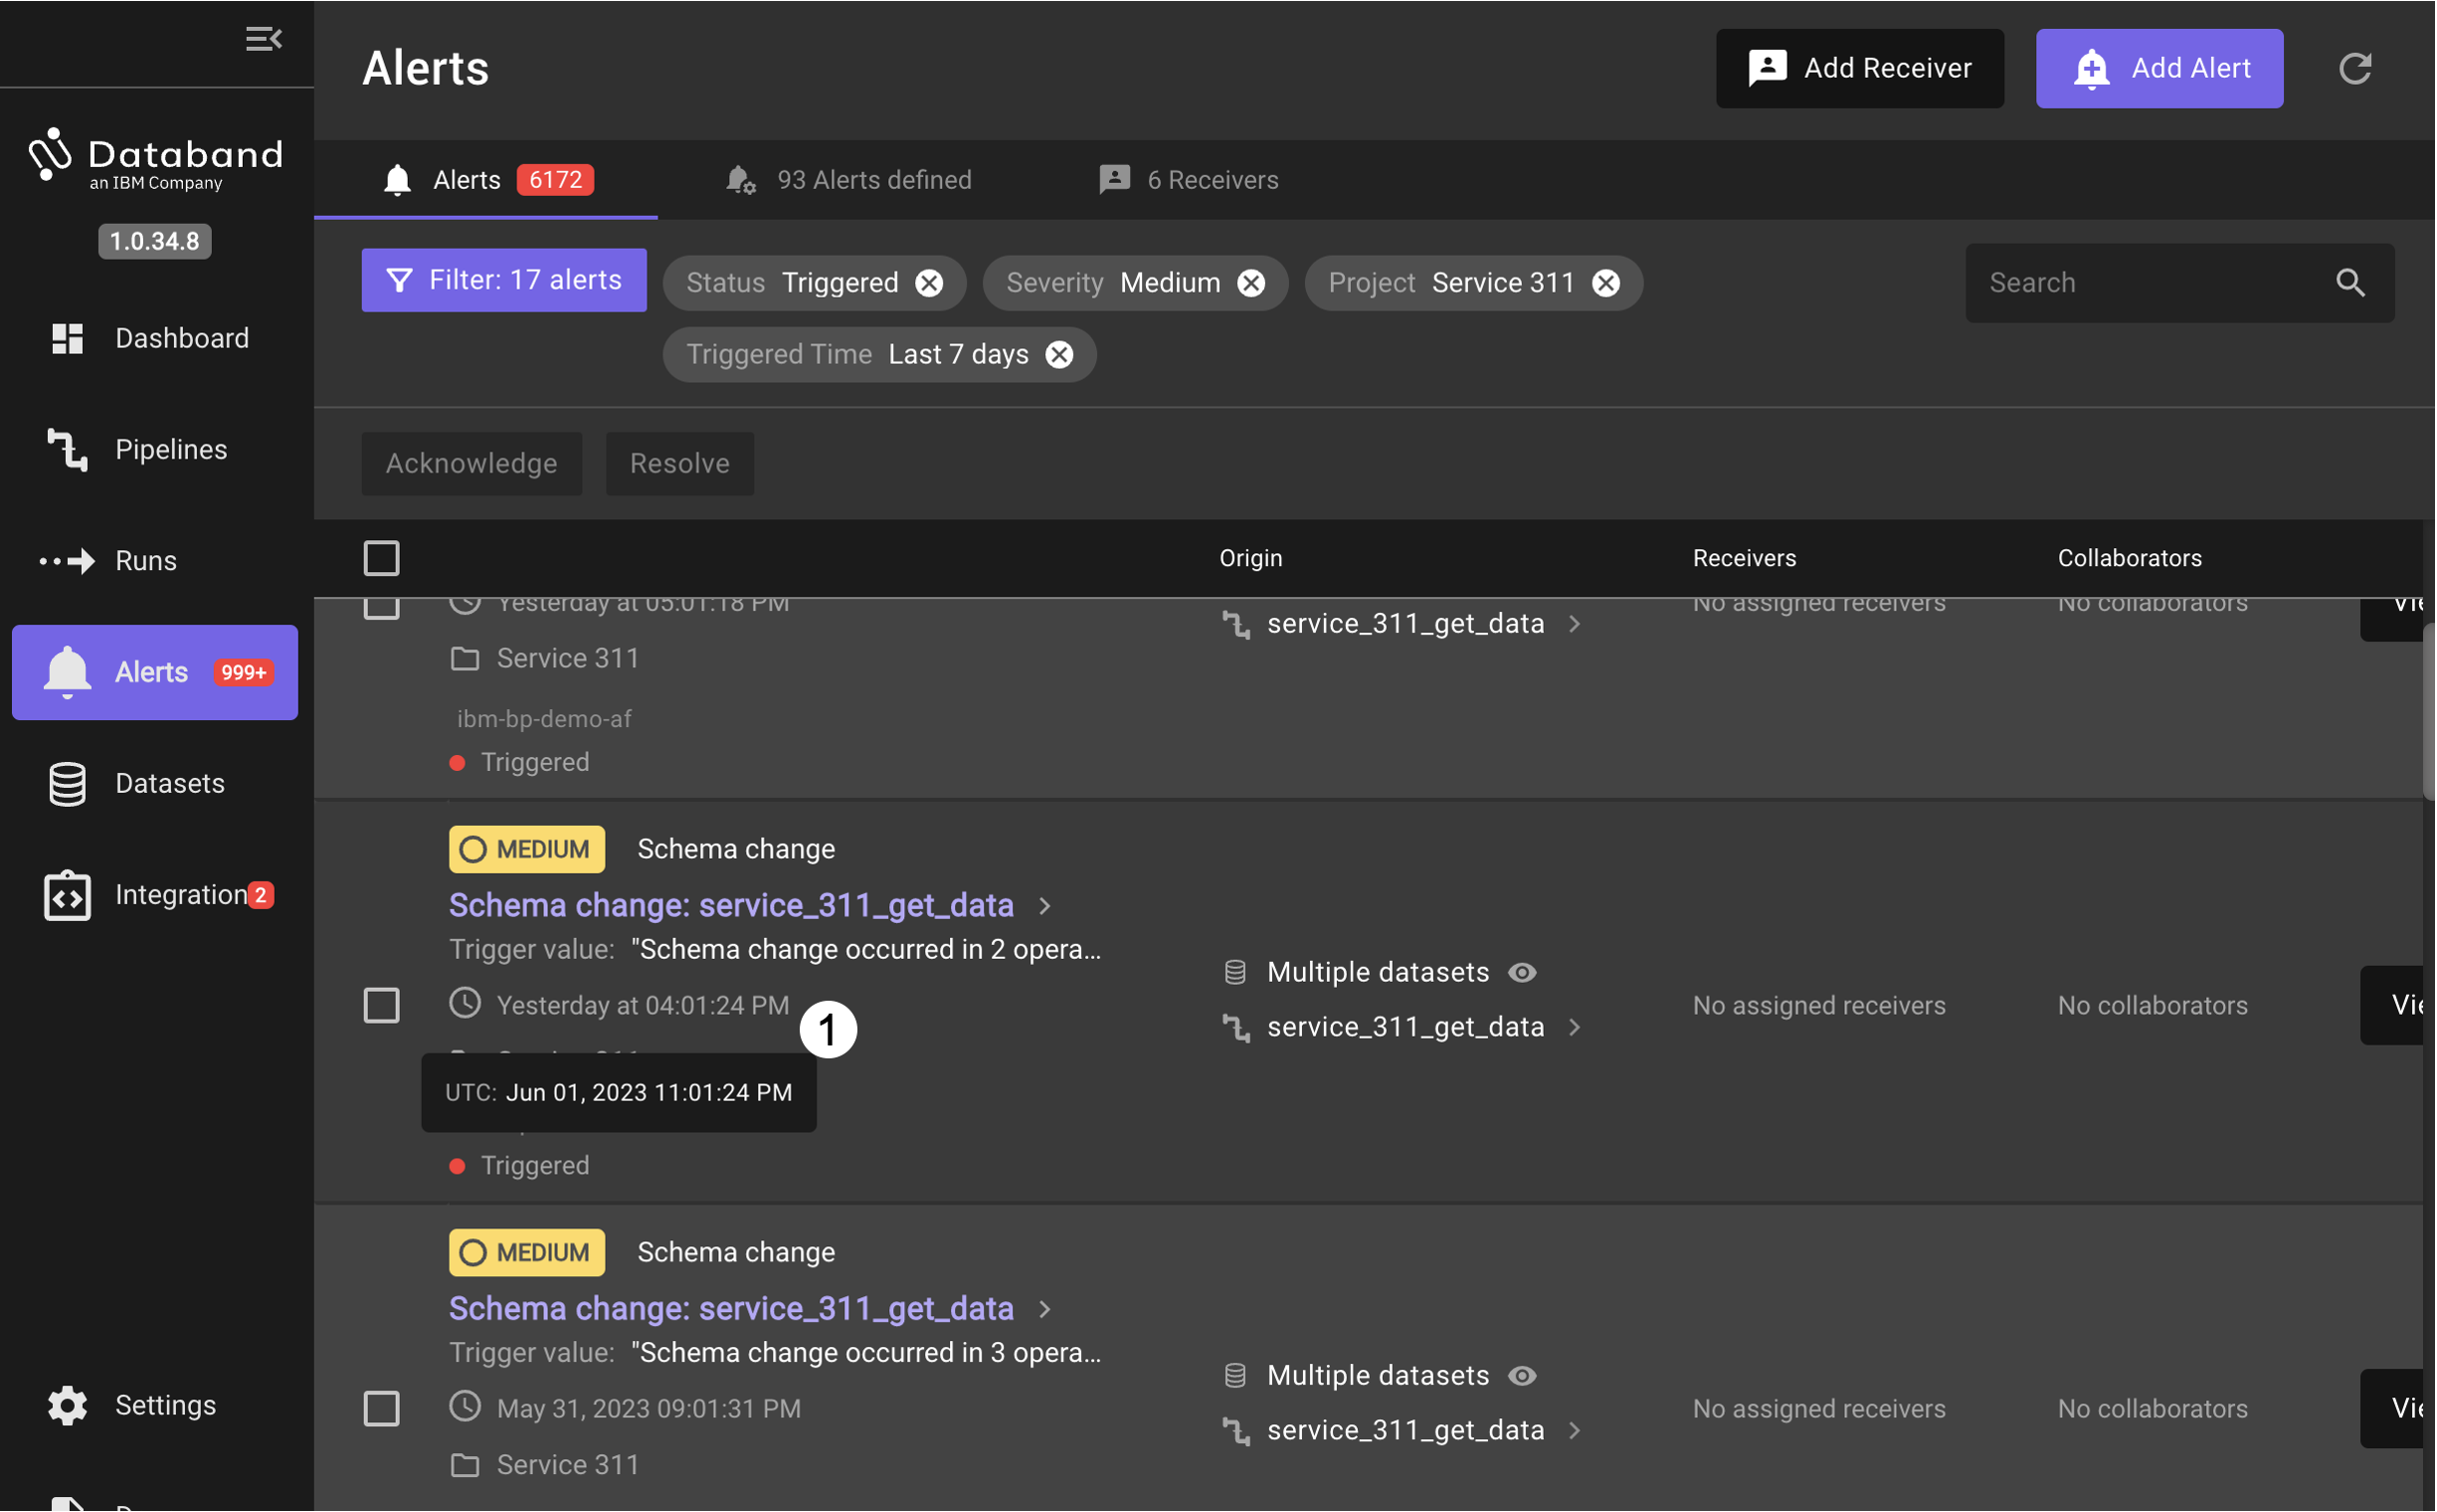 Alerts
Add Receiver
Add Alert
Databand
an IBM Company
1.0.34.8
Alerts 6172
93 Alerts defined
6 Receivers
Filter: 17 alerts
Status Triggered
Severity Medium
Project Service 311
Search
Triggered Time Last 7 days
Dashboard
Pipelines
Runs
Alerts 999+
Datasets
Integration 2
Settings
Acknowledge
Resolve
Origin
Receivers
Collaborators
Yesterday at 05:01:18 PM
service_311_get_data
No assigned receivers
No collaborators
Service 311
ibm-bp-demo-af
Triggered
MEDIUM Schema change
Schema change: service_311_get_data
Trigger value: "Schema change occurred in 2 opera...
Yesterday at 04:01:24 PM
1
UTC: Jun 01, 2023 11:01:24 PM
Triggered
Multiple datasets
service_311_get_data
No assigned receivers
No collaborators
MEDIUM Schema change
Schema change: service_311_get_data
Trigger value: "Schema change occurred in 3 opera...
May 31, 2023 09:01:31 PM
Service 311
Multiple datasets
service_311_get_data
No assigned receivers
No collaborators